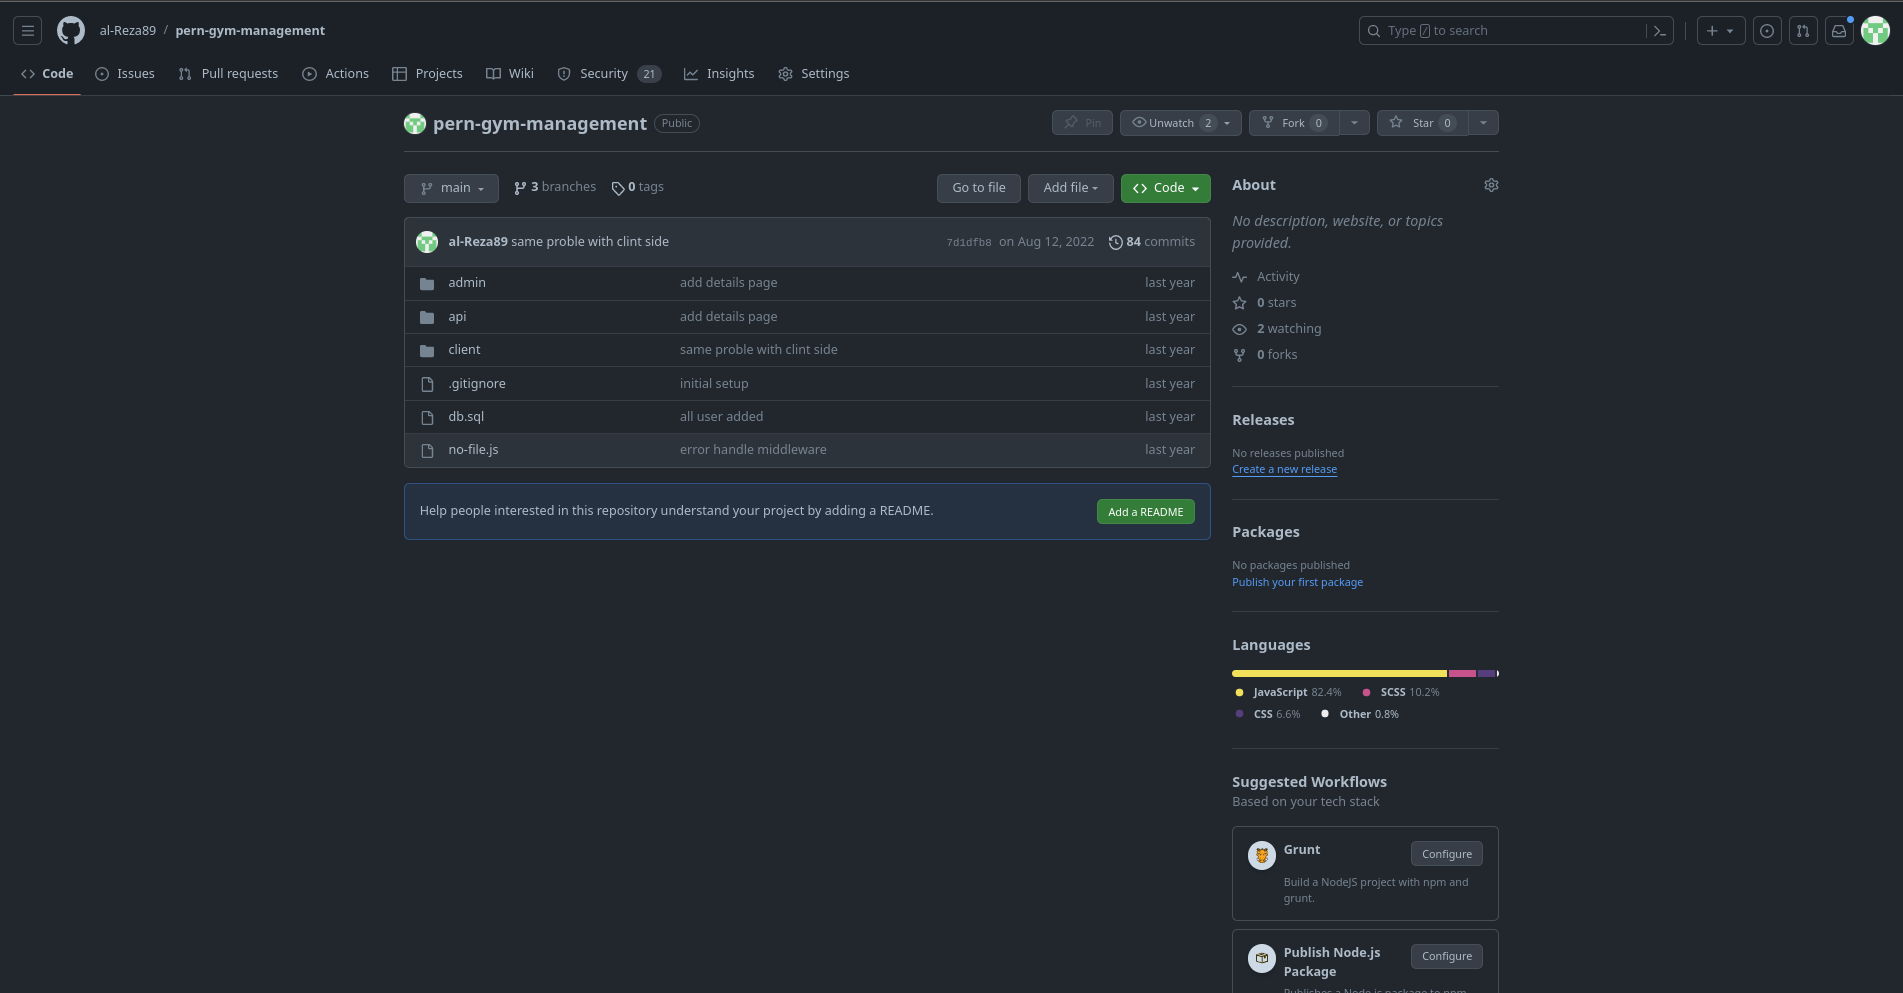 al-Reza89 / pern-gym-management
Type / to search
Code Issues Pull requests Actions Projects Wiki Security 21 Insights Settings
pern-gym-management Public
Pin Unwatch 2 Fork 0 Star 0
main 3 branches 0 tags
Go to file Add file Code
al-Reza89 same proble with clint side 7d1dfb8 on Aug 12, 2022 84 commits
admin add details page last year
api add details page last year
client same proble with clint side last year
.gitignore initial setup last year
db.sql all user added last year
no-file.js error handle middleware last year
Help people interested in this repository understand your project by adding a README. Add a README
About
No description, website, or topics
provided.
Activity
0 stars
2 watching
0 forks
Releases
No releases published
Create a new release
Packages
No packages published
Publish your first package
Languages
JavaScript 82.4% SCSS 10.2%
CSS 6.6% Other 0.8%
Suggested Workflows
Based on your tech stack
Grunt Configure
Build a NodeJS project with npm and
grunt.
Publish Node.js Configure
Package
Publishes a Node.js package to npm